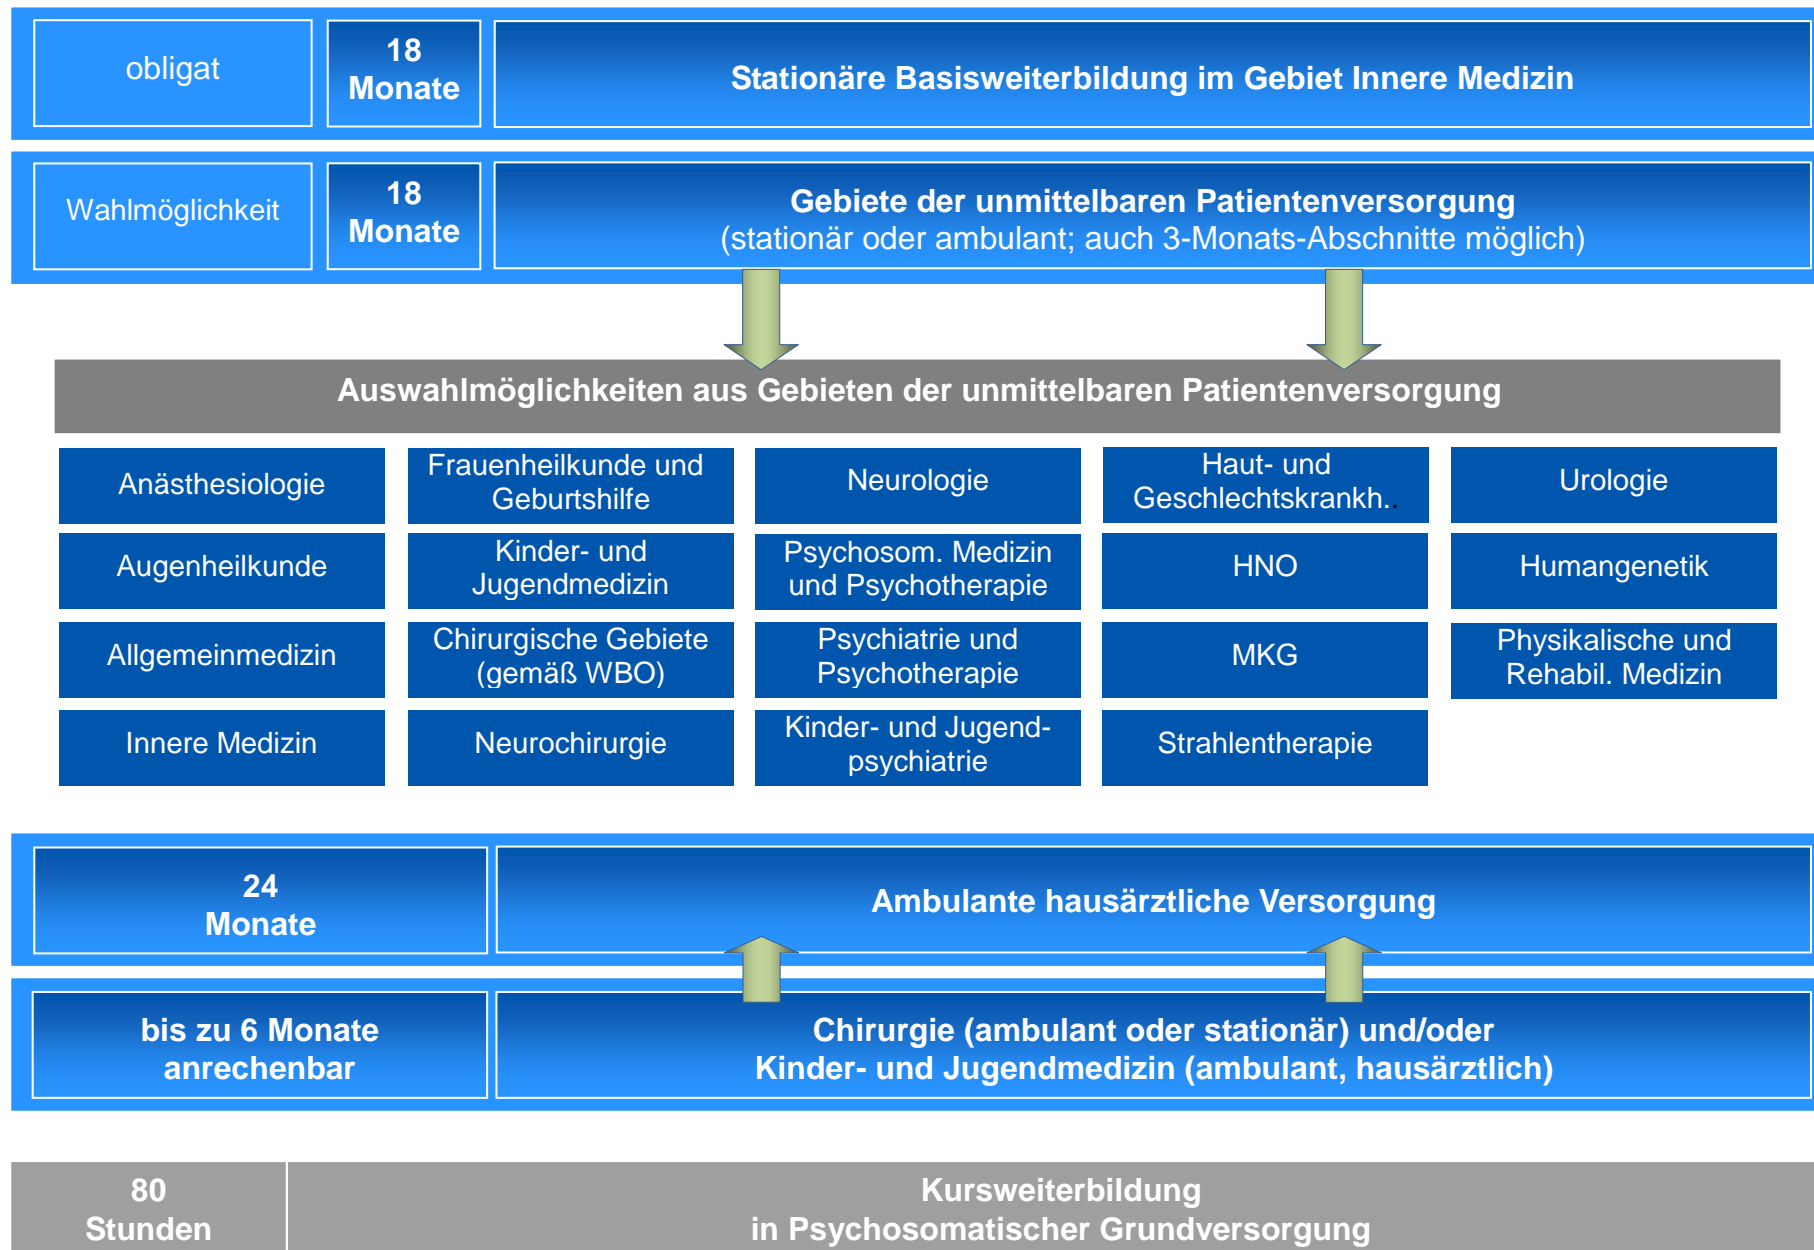 obligat
18
Monate
Stationäre Basisweiterbildung im Gebiet Innere Medizin
Wahlmöglichkeit
18
Monate
Gebiete der unmittelbaren Patientenversorgung
(stationär oder ambulant; auch 3-Monats-Abschnitte möglich)
Auswahlmöglichkeiten aus Gebieten der unmittelbaren Patientenversorgung
Anästhesiologie
Frauenheilkunde und
Geburtshilfe
Neurologie
Haut- und
Geschlechtskrankh..
Urologie
Augenheilkunde
Kinder- und
Jugendmedizin
Psychosom. Medizin
und Psychotherapie
HNO
Humangenetik
Allgemeinmedizin
Chirurgische Gebiete
(gemäß WBO)
Psychiatrie und
Psychotherapie
MKG
Physikalische und
Rehabil. Medizin
Innere Medizin
Neurochirurgie
Kinder- und Jugend-
psychiatrie
Strahlentherapie
24
Monate
Ambulante hausärztliche Versorgung
bis zu 6 Monate
anrechenbar
Chirurgie (ambulant oder stationär) und/oder
Kinder- und Jugendmedizin (ambulant, hausärztlich)
80
Stunden
Kursweiterbildung
in Psychosomatischer Grundversorgung